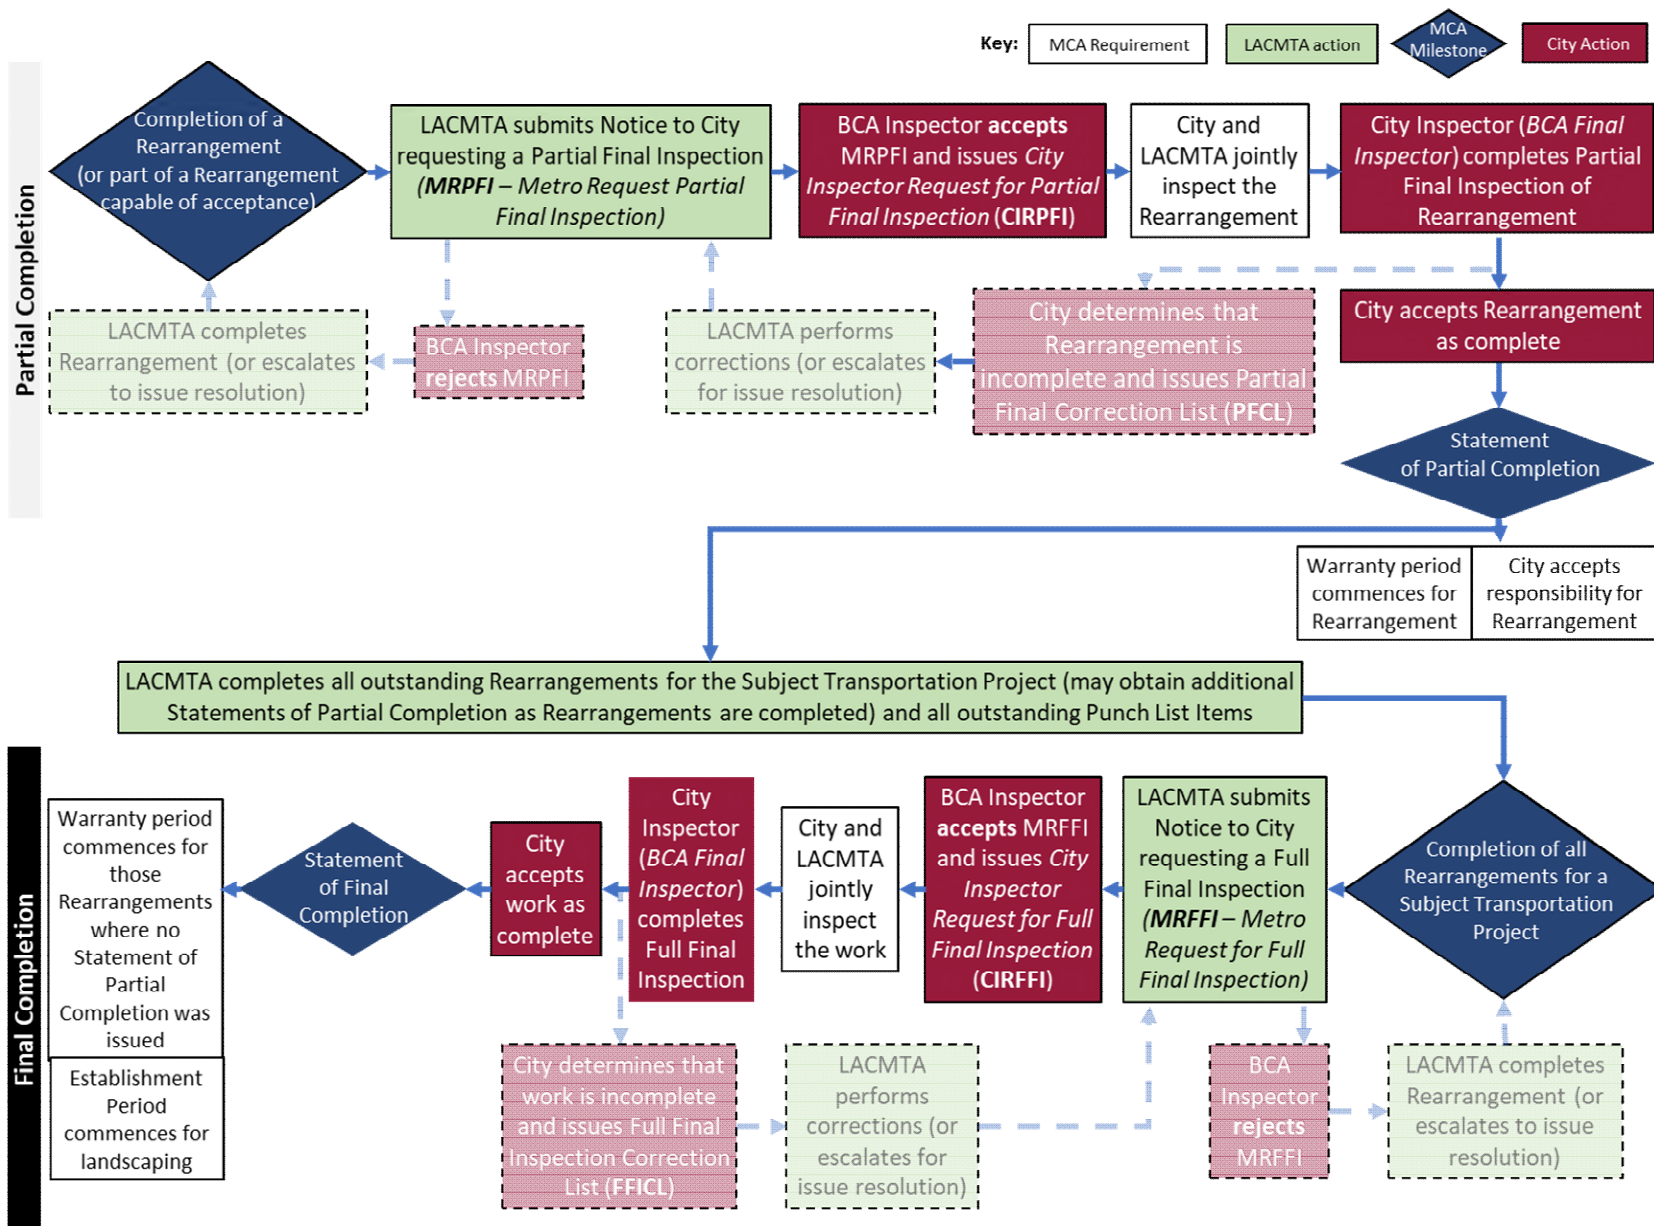 Key:
MCA Requirement
LACMTA action
MCA
Milestone
City Action
Partial Completion
Completion of a
Rearrangement
(or part of a Rearrangement
capable of acceptance)
LACMTA submits Notice to City
requesting a Partial Final Inspection
(MRPFI – Metro Request Partial
Final Inspection)
BCA Inspector accepts
MRPFI and issues City
Inspector Request for Partial
Final Inspection (CIRPFI)
City and
LACMTA jointly
inspect the
Rearrangement
City Inspector (BCA Final
Inspector) completes Partial
Final Inspection of
Rearrangement
LACMTA completes
Rearrangement (or escalates
to issue resolution)
BCA Inspector
rejects MRPFI
LACMTA performs
corrections (or escalates
for issue resolution)
City determines that
Rearrangement is
incomplete and issues Partial
Final Correction List (PFCL)
City accepts Rearrangement
as complete
Statement
of Partial Completion
Warranty period
commences for
Rearrangement
City accepts
responsibility for
Rearrangement
LACMTA completes all outstanding Rearrangements for the Subject Transportation Project (may obtain additional
Statements of Partial Completion as Rearrangements are completed) and all outstanding Punch List Items
Final Completion
Completion of all
Rearrangements for a
Subject Transportation
Project
LACMTA submits
Notice to City
requesting a Full
Final Inspection
(MRFFI – Metro
Request for Full
Final Inspection)
BCA Inspector
accepts MRFFI
and issues City
Inspector
Request for Full
Final Inspection
(CIRFFI)
City and
LACMTA
jointly
inspect
the work
City
Inspector
(BCA Final
Inspector)
completes
Full Final
Inspection
City
accepts
work as
complete
Statement
of Final
Completion
Warranty period
commences for
those
Rearrangements
where no
Statement of
Partial
Completion was
issued
Establishment
Period
commences for
landscaping
City determines that
work is incomplete
and issues Full Final
Inspection Correction
List (FFICL)
LACMTA
performs
corrections (or
escalates for
issue resolution)
BCA
Inspector
rejects
MRFFI
LACMTA completes
Rearrangement (or
escalates to issue
resolution)